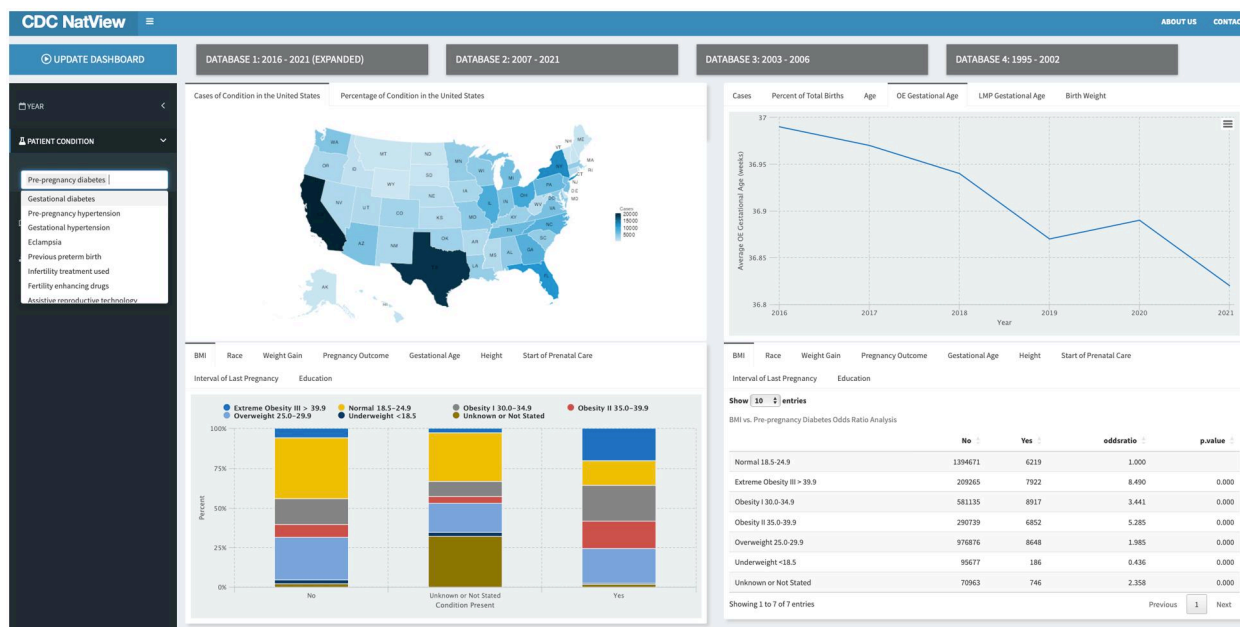 CDC NatView
ABOUT US CONTAC
UPDATE DASHBOARD
DATABASE 1: 2016 - 2021 (EXPANDED)
DATABASE 2: 2007 - 2021
DATABASE 3: 2003 - 2006
DATABASE 4: 1995 - 2002
YEAR
PATIENT CONDITION
Pre-pregnancy diabetes
Gestational diabetes
Pre-pregnancy hypertension
Gestational hypertension
Eclampsia
Previous preterm birth
Infertility treatment used
Fertility enhancing drugs
Assistive reproductive technology
Cases of Condition in the United States Percentage of Condition in the United States
WA
MT
ND
MN
OR
ID
SD
WI
MI
WY
NE
IA
NV
UT
CO
KS
MO
IL
IN
OH
PA
WV
KY
TN
NC
SC
AZ
NM
OK
AR
MS
AL
GA
LA
AK
VT
NH
ME
MA
CT
RI
NJ
DE
MD
Cases
20000
15000
10000
5000
Cases Percent of Total Births Age OE Gestational Age LMP Gestational Age Birth Weight
37
36.95
36.9
36.85
36.8
Average OE Gestational Age (weeks)
2016 2017 2018 2019 2020 2021
Year
BMI Race Weight Gain Pregnancy Outcome Gestational Age Height Start of Prenatal Care
Interval of Last Pregnancy Education
Extreme Obesity III > 39.9 Normal 18.5-24.9 Obesity I 30.0-34.9 Obesity II 35.0-39.9
Overweight 25.0-29.9 Underweight <18.5 Unknown or Not Stated
100%
75%
50%
25%
0%
Percent
No Unknown or Not Stated Yes
Condition Present
BMI Race Weight Gain Pregnancy Outcome Gestational Age Height Start of Prenatal Care
Interval of Last Pregnancy Education
Show 10 entries
BMI vs. Pre-pregnancy Diabetes Odds Ratio Analysis
No Yes oddsratio p.value
Normal 18.5-24.9 1394671 6219 1.000
Extreme Obesity III > 39.9 209265 7922 8.490 0.000
Obesity I 30.0-34.9 581135 8917 3.441 0.000
Obesity II 35.0-39.9 290739 6852 5.285 0.000
Overweight 25.0-29.9 976876 8648 1.985 0.000
Underweight <18.5 95677 186 0.436 0.000
Unknown or Not Stated 70963 746 2.358 0.000
Showing 1 to 7 of 7 entries
Previous 1 Next